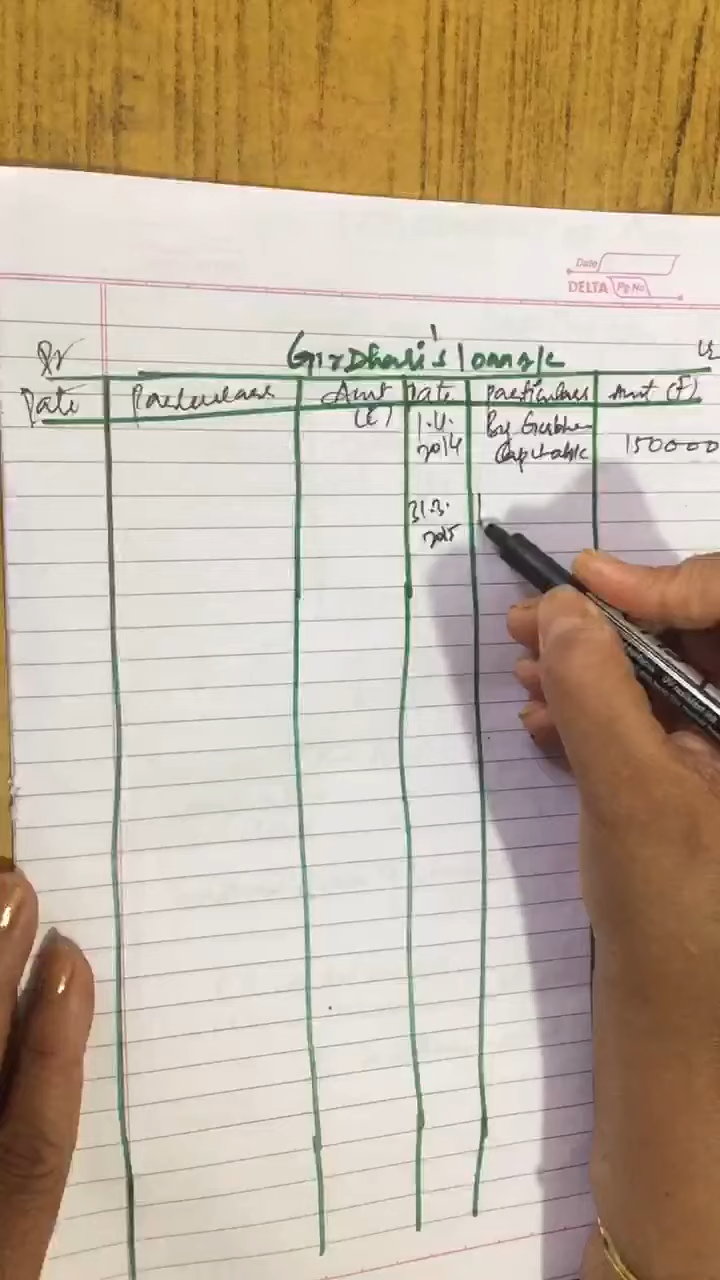 Date
DELTA Pg No
Dr Girdhari's loan a/c Cr
Date Particulars Amt Date Particulars Amt (₹)
(₹) 1.4. By
2014 Capital a/c 150000
31.3.
2015